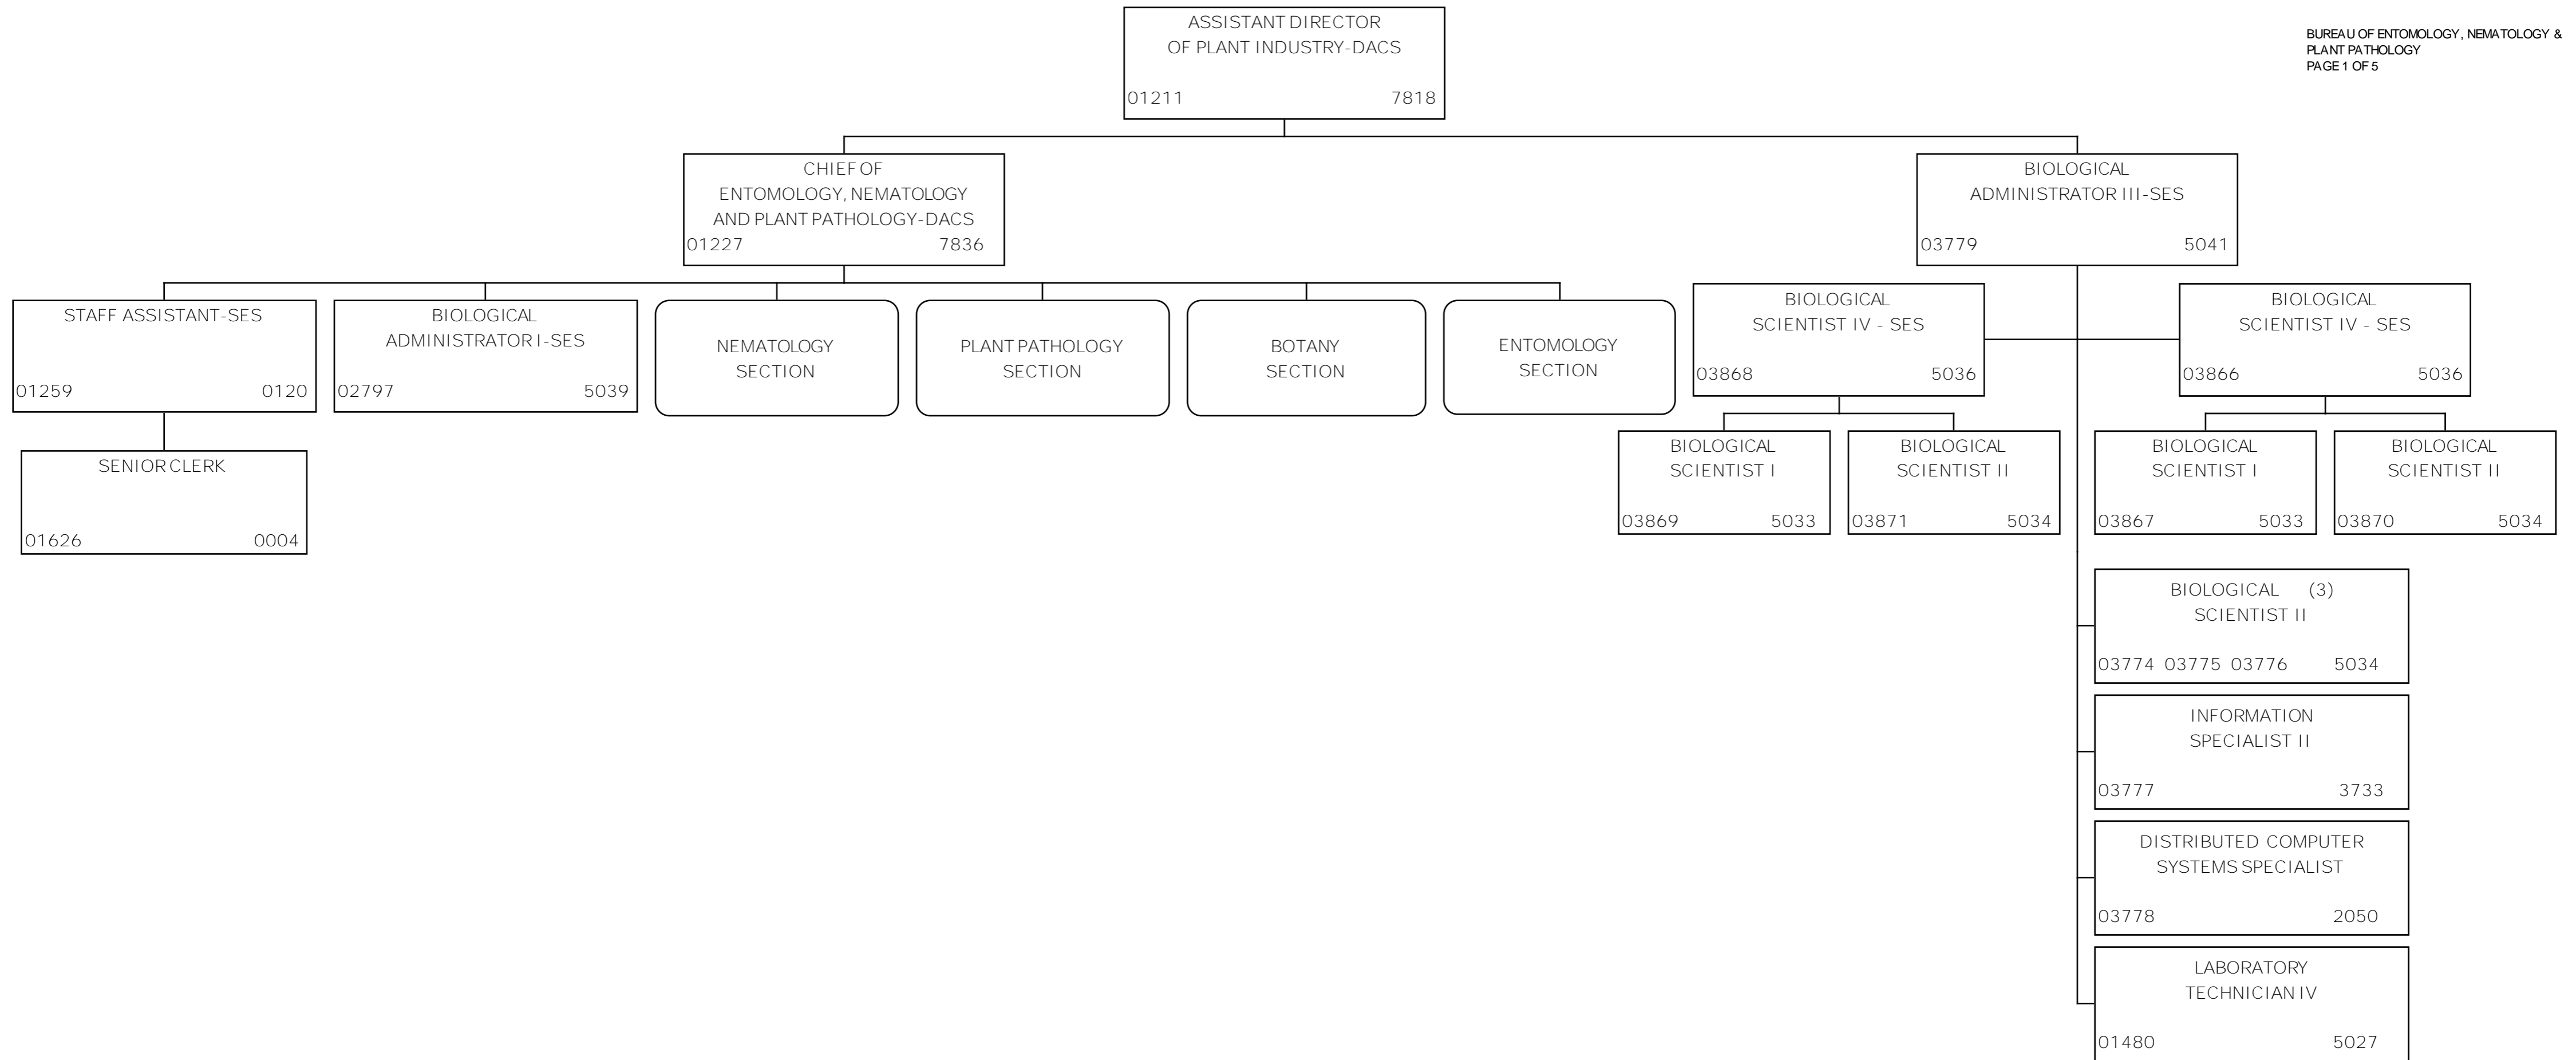 ASSISTANT DIRECTOR
OF PLANT INDUSTRY-DACS
01211 7818
BUREAU OF ENTOMOLOGY, NEMATOLOGY &
PLANT PATHOLOGY
PAGE 1 OF 5
CHIEF OF
ENTOMOLOGY, NEMATOLOGY
AND PLANT PATHOLOGY-DACS
01227 7836
BIOLOGICAL
ADMINISTRATOR III-SES
03779 5041
STAFF ASSISTANT-SES
01259 0120
BIOLOGICAL
ADMINISTRATOR I-SES
02797 5039
NEMATOLOGY
SECTION
PLANT PATHOLOGY
SECTION
BOTANY
SECTION
ENTOMOLOGY
SECTION
BIOLOGICAL
SCIENTIST IV - SES
03868 5036
BIOLOGICAL
SCIENTIST IV - SES
03866 5036
SENIOR CLERK
01626 0004
BIOLOGICAL
SCIENTIST I
03869 5033
BIOLOGICAL
SCIENTIST II
03871 5034
BIOLOGICAL
SCIENTIST I
03867 5033
BIOLOGICAL
SCIENTIST II
03870 5034
BIOLOGICAL (3)
SCIENTIST II
03774 03775 03776 5034
INFORMATION
SPECIALIST II
03777 3733
DISTRIBUTED COMPUTER
SYSTEMS SPECIALIST
03778 2050
LABORATORY
TECHNICIAN IV
01480 5027